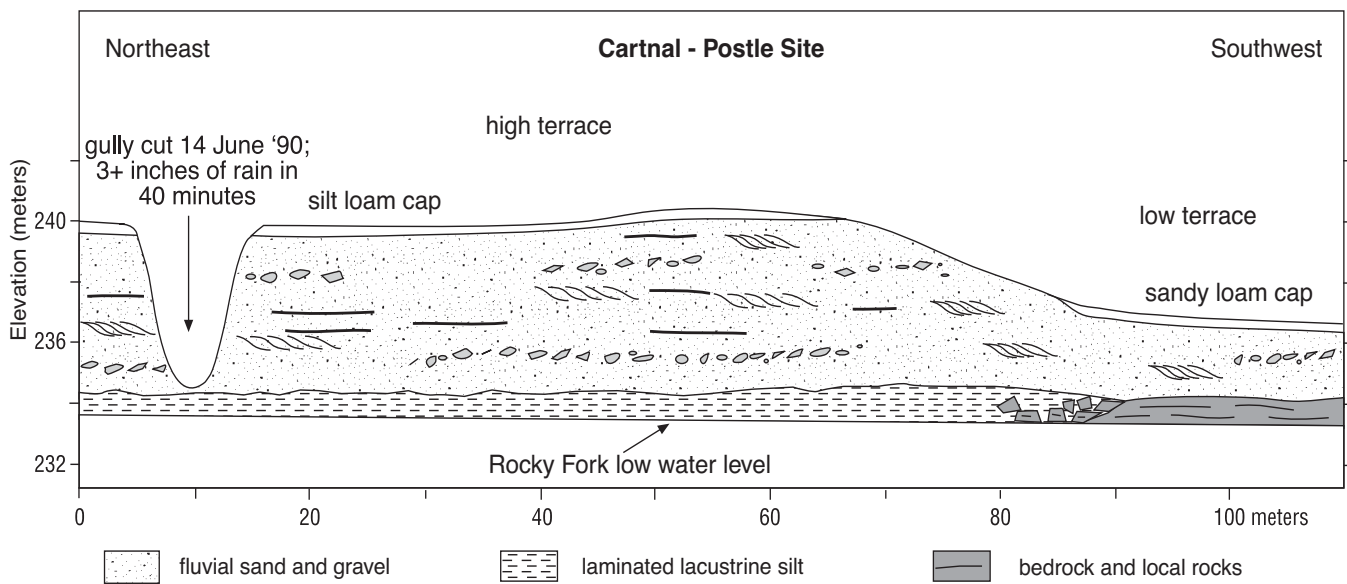 Northeast
Cartnal - Postle Site
Southwest
high terrace
gully cut 14 June ‘90;
3+ inches of rain in
40 minutes
silt loam cap
low terrace
sandy loam cap
Elevation (meters)
240
236
232
Rocky Fork low water level
0
20
40
60
80
100 meters
fluvial sand and gravel
laminated lacustrine silt
bedrock and local rocks